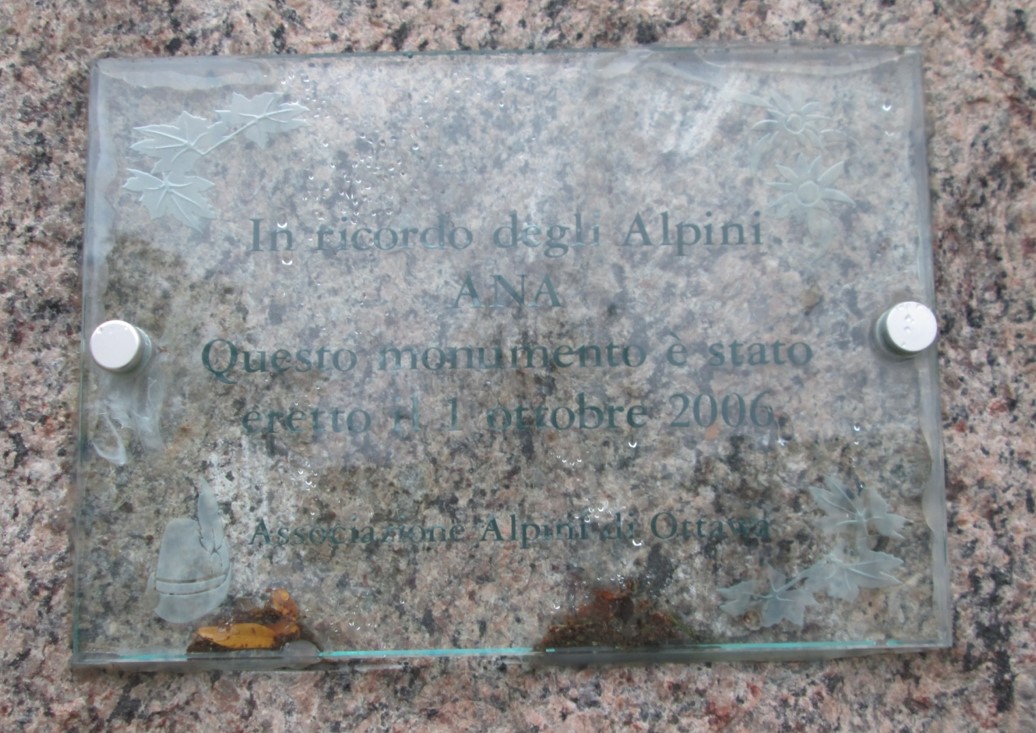 In ricordo degli Alpini
ANA
Questo monumento è stato
eretto il 1 ottobre 2006
Associazione Alpini di Ottawa